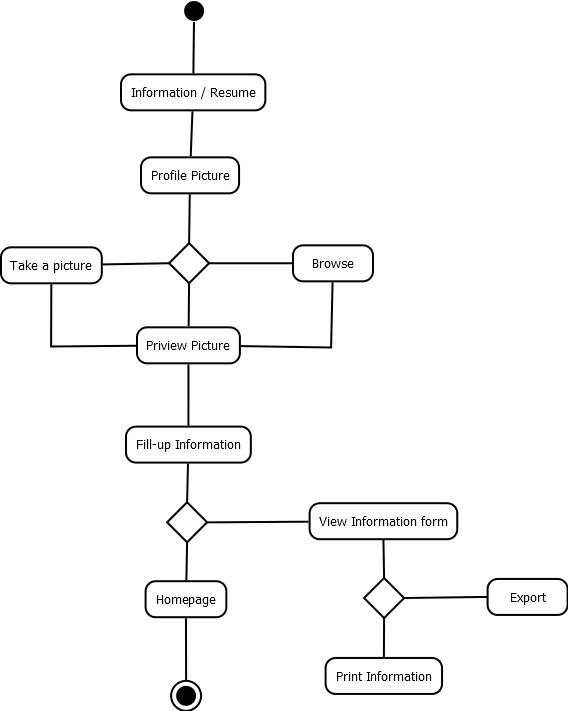 Information / Resume
Profile Picture
Take a picture
Browse
Priview Picture
Fill-up Information
View Information form
Homepage
Export
Print Information